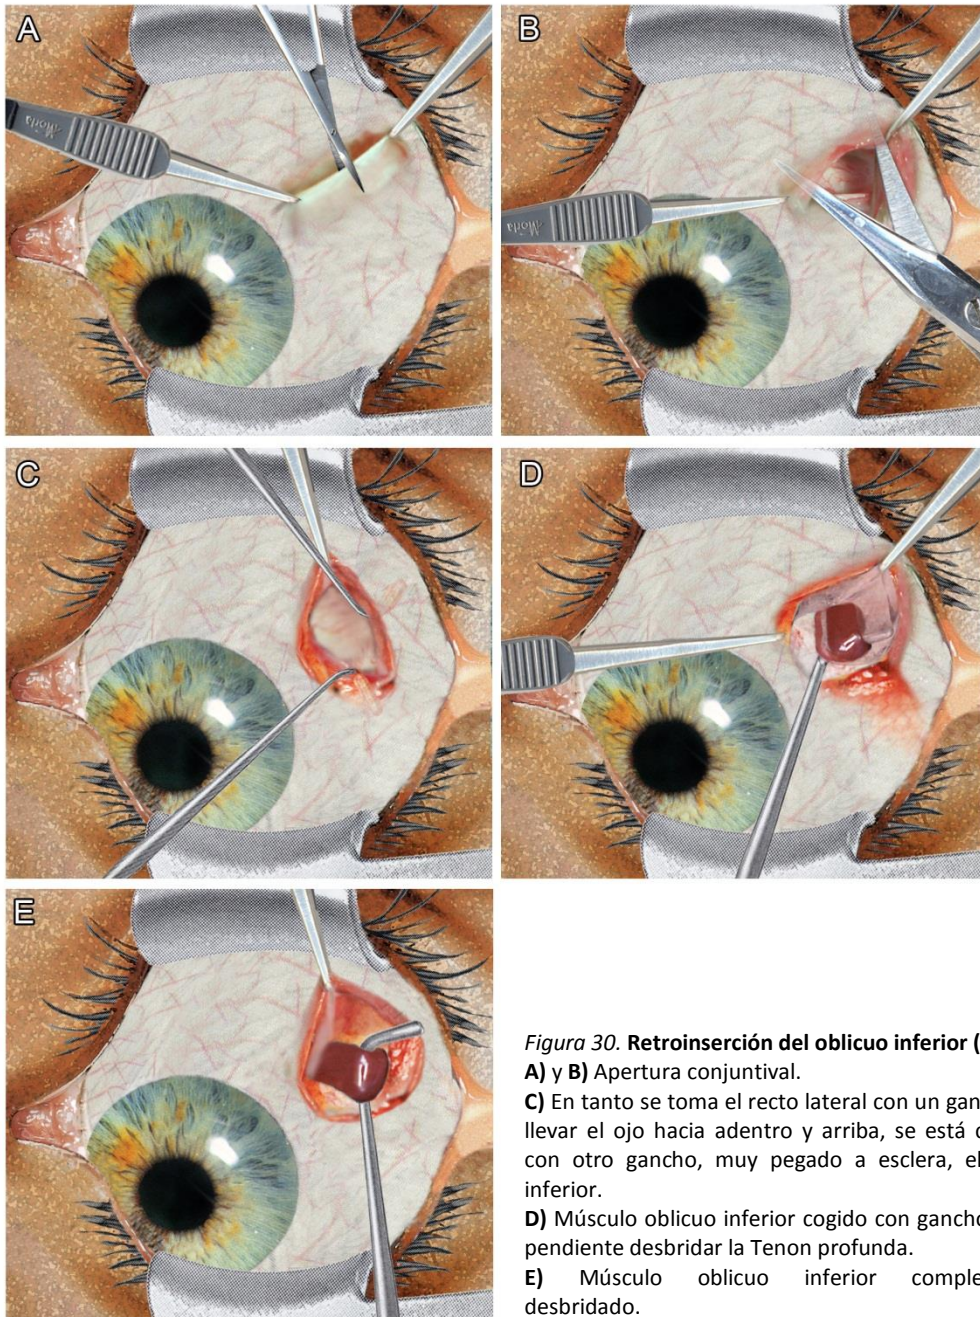 A
B
Moria
Moria
C
D
E
Figura 30. Retroinserción del oblicuo inferior (
A) y B) Apertura conjuntival.
C) En tanto se toma el recto lateral con un gan
llevar el ojo hacia adentro y arriba, se está
con otro gancho, muy pegado a esclera, el
inferior.
D) Músculo oblicuo inferior cogido con gancho
pendiente desbridar la Tenon profunda.
E) Músculo oblicuo inferior comple
desbridado.